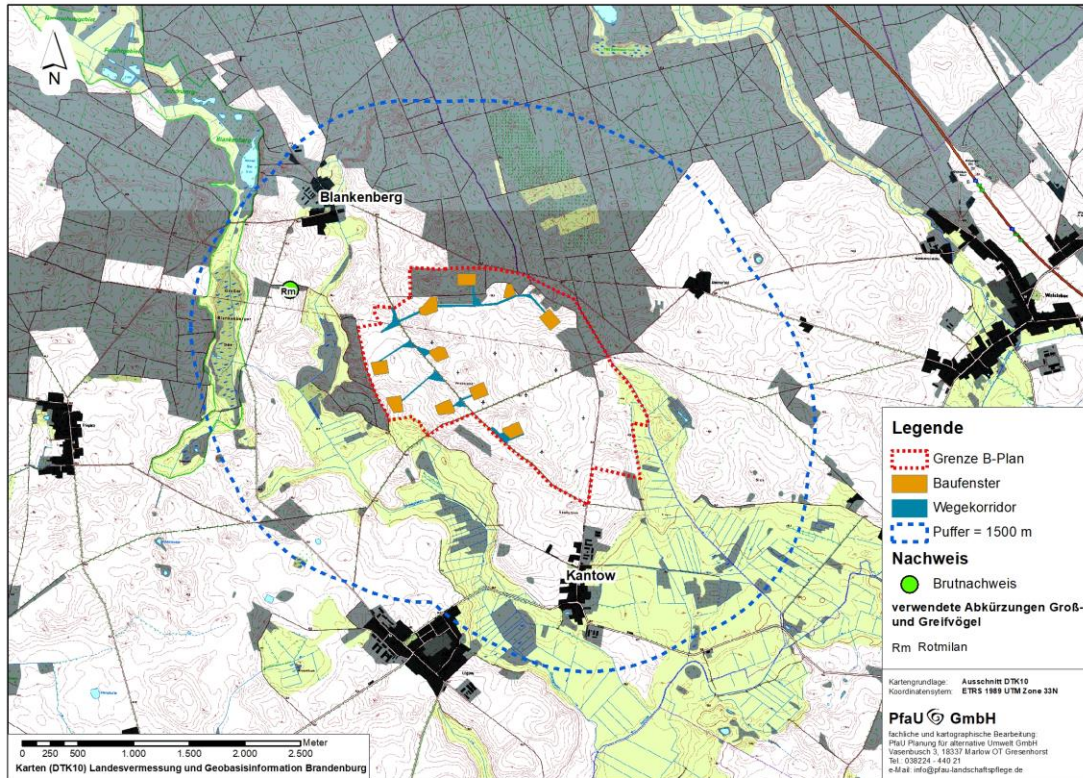 N
Blankenberg
Rm
Kantow
Legende
Grenze B-Plan
Baufenster
Wegekorridor
Puffer = 1500 m
Nachweis
Brutnachweis
verwendete Abkürzungen Groß-
und Greifvögel
Rm Rotmilan
Kartengrundlage: Ausschnitt DTK10
Koordinatensytem: ETRS 1989 UTM Zone 33N
PfaU GmbH
fachliche und kartographische Bearbeitung:
PfaU Planung für alternative Umwelt GmbH
Vasenbusch 3, 18337 Marlow OT Gresenhorst
Tel.: 038224 - 440 21
e-Mail: info@pfau-landschaftspflege.de
0 250 500 1.000 1.500 2.000 2.500 Meter
Karten (DTK10) Landesvermessung und Geobasisinformation Brandenburg